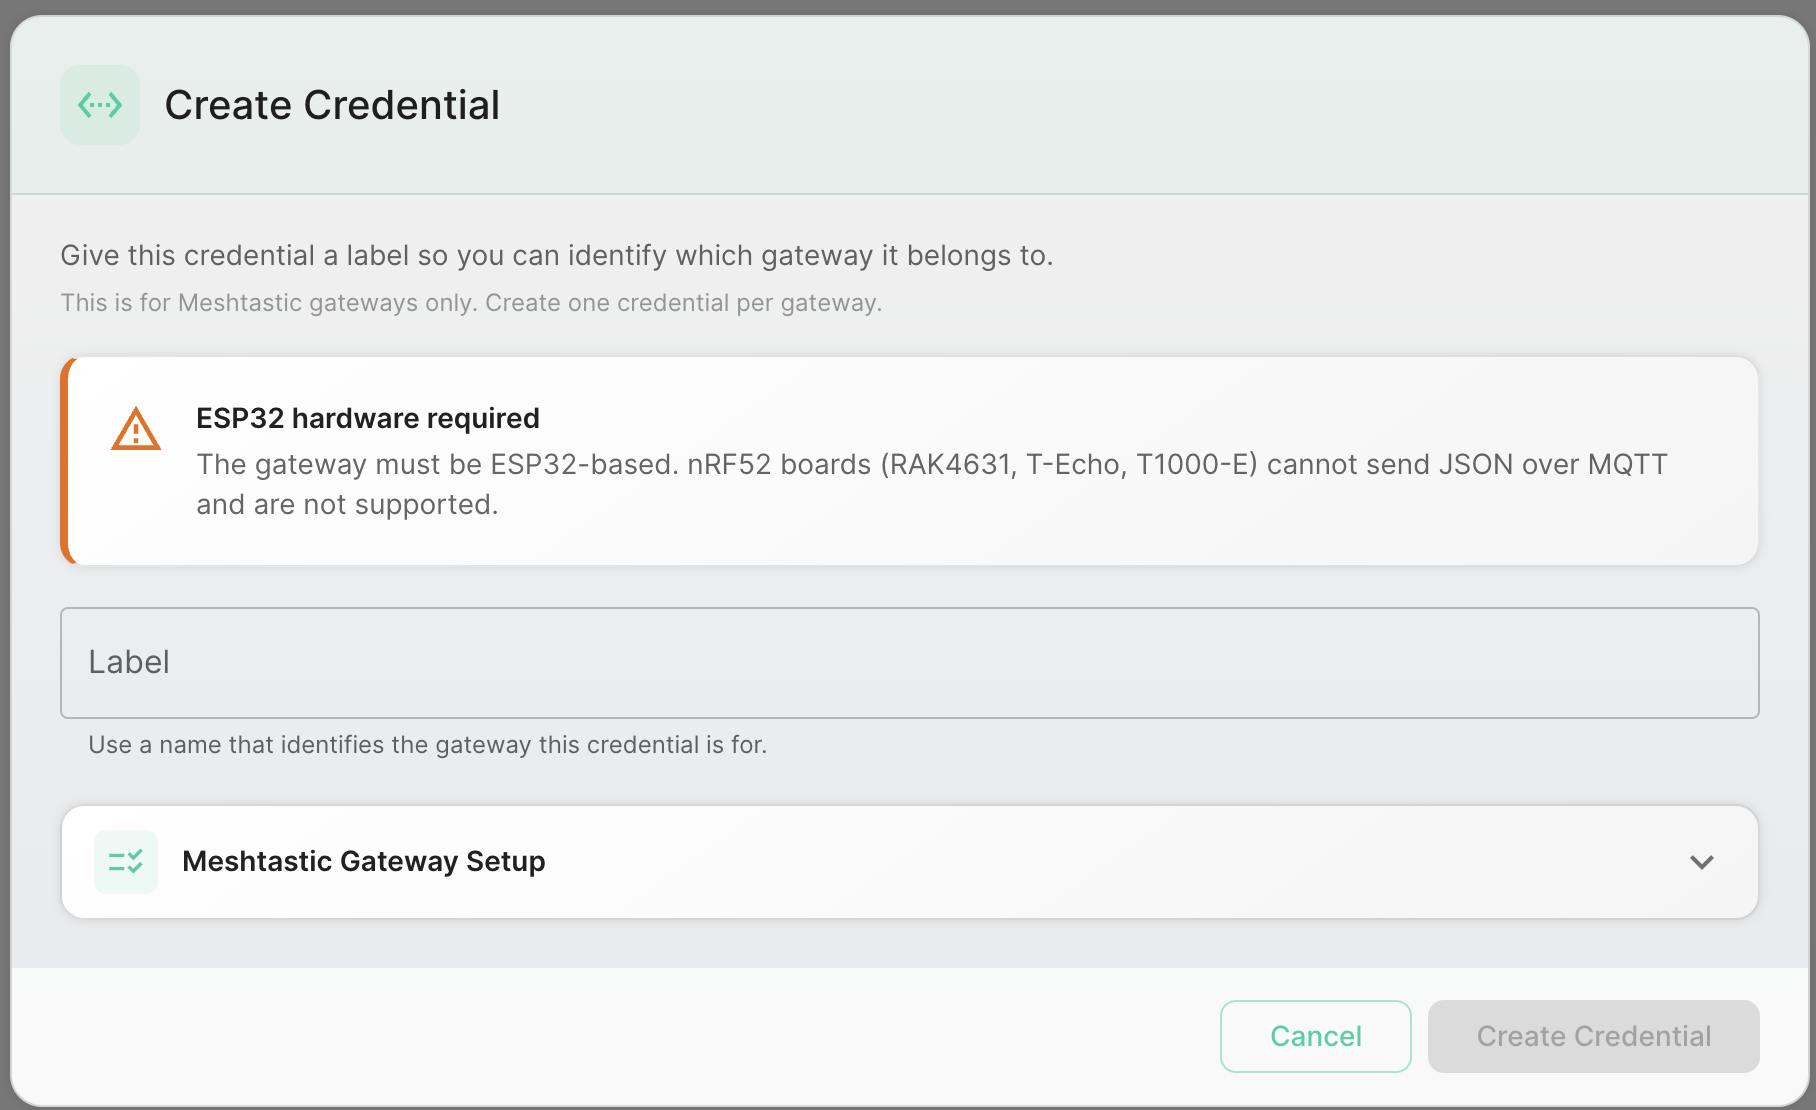 Create Credential
Give this credential a label so you can identify which gateway it belongs to.
This is for Meshtastic gateways only. Create one credential per gateway.
ESP32 hardware required
The gateway must be ESP32-based. nRF52 boards (RAK4631, T-Echo, T1000-E) cannot send JSON over MQTT
and are not supported.
Label
Use a name that identifies the gateway this credential is for.
Meshtastic Gateway Setup
Cancel
Create Credential